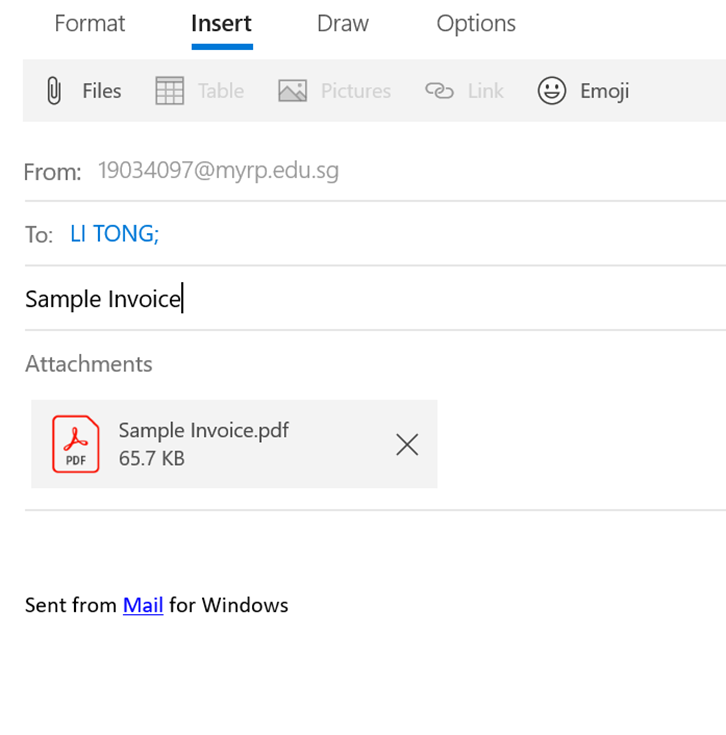 Format Insert Draw Options
Files Table Pictures Link Emoji
From: 19034097@myrp.edu.sg
To: LI TONG;
Sample Invoice
Attachments
Sample Invoice.pdf
PDF
65.7 KB
Sent from Mail for Windows